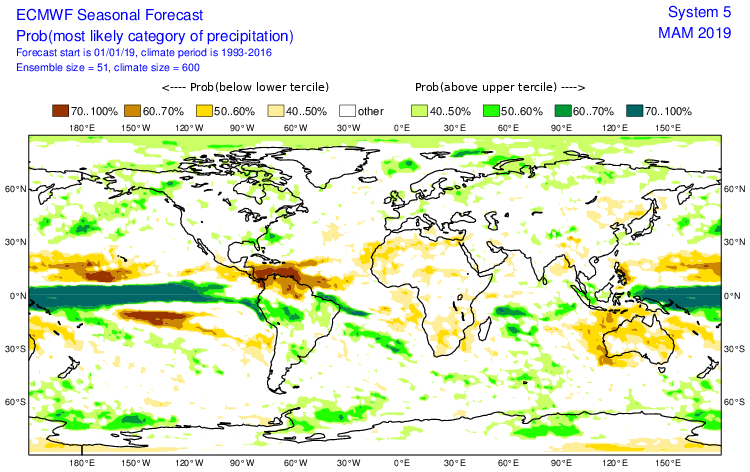 ECMWF Seasonal Forecast
System 5
Prob(most likely category of precipitation)
MAM 2019
Forecast start is 01/01/19, climate period is 1993-2016
Ensemble size = 51, climate size = 600
<---- Prob(below lower tercile)
Prob(above upper tercile) ---->
70..100%
60..70%
50..60%
40..50%
other
40..50%
50..60%
60..70%
70..100%
180°E 150°W 120°W 90°W 60°W 30°W 0°E 30°E 60°E 90°E 120°E 150°E
60°N 60°N
30°N 30°N
0°N 0°N
30°S 30°S
60°S 60°S
180°E 150°W 120°W 90°W 60°W 30°W 0°E 30°E 60°E 90°E 120°E 150°E